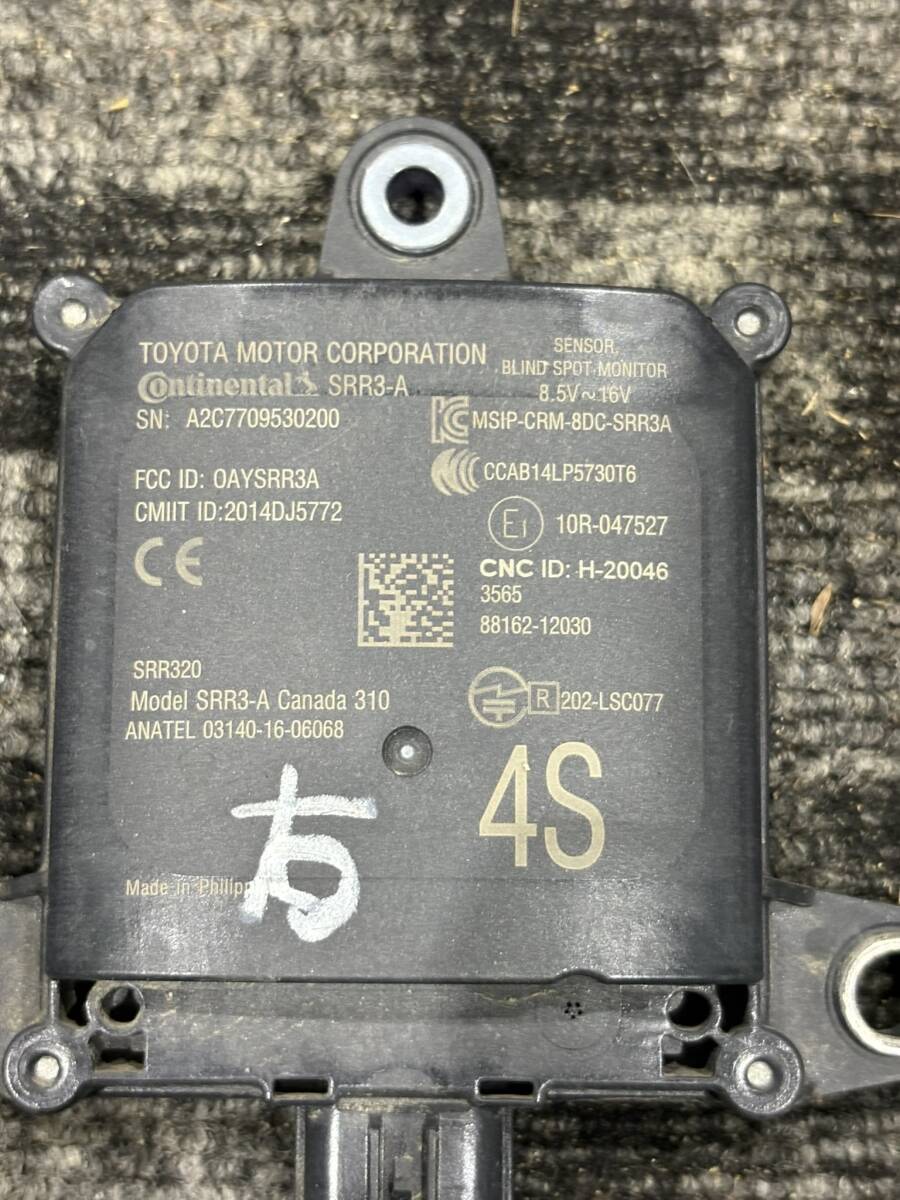 TOYOTA MOTOR CORPORATION
SENSOR,
BLIND SPOT MONITOR
8.5V~16V
Continental SRR3-A
SN: A2C7709530200
MSIP-CRM-8DC-SRR3A
CCAB14LP5730T6
FCC ID: OAYSRR3A
CMIIT ID:2014DJ5772
E1 10R-047527
CE
CNC ID: H-20046
3565
88162-12030
SRR320
Model SRR3-A Canada 310
ANATEL 03140-16-06068
R 202-LSC077
4S
右
Made in